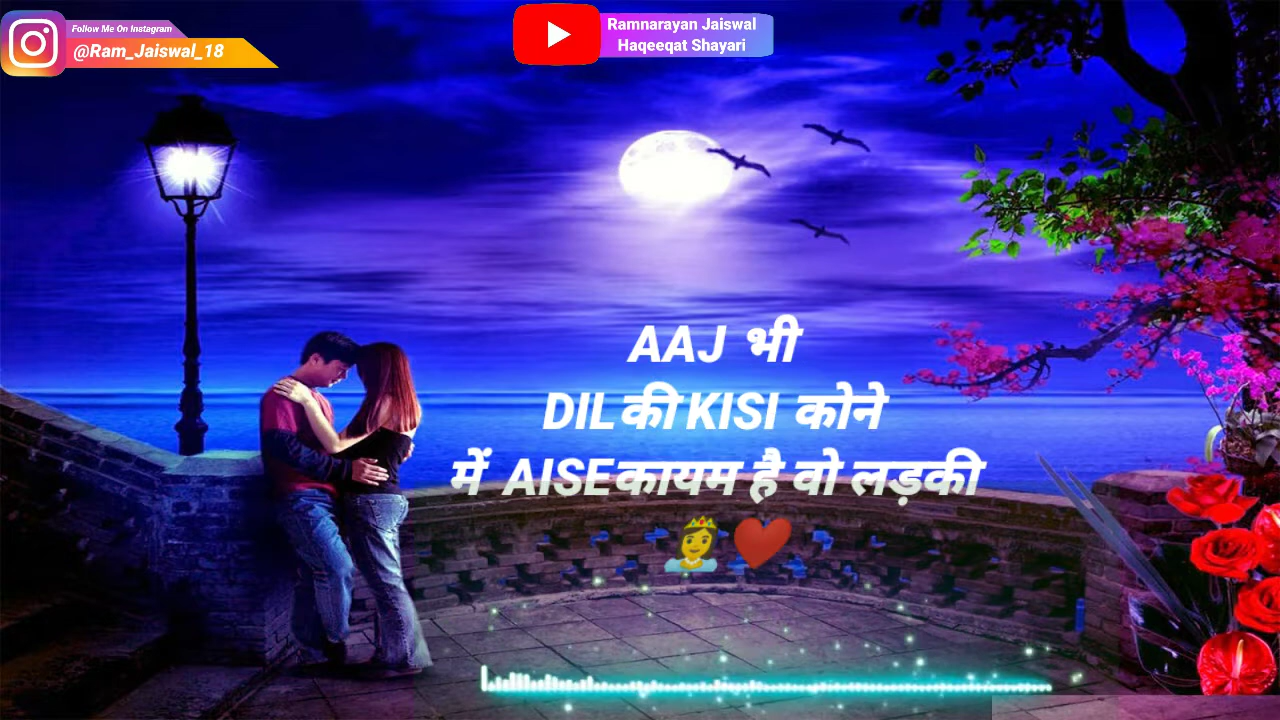 Follow Me On Instagram
@Ram_Jaiswal_18
Ramnarayan Jaiswal
Haqeeqat Shayari
AAJ भी
DIL की KISI कोने
में AISE कायम है वो लड़की
👸❤️